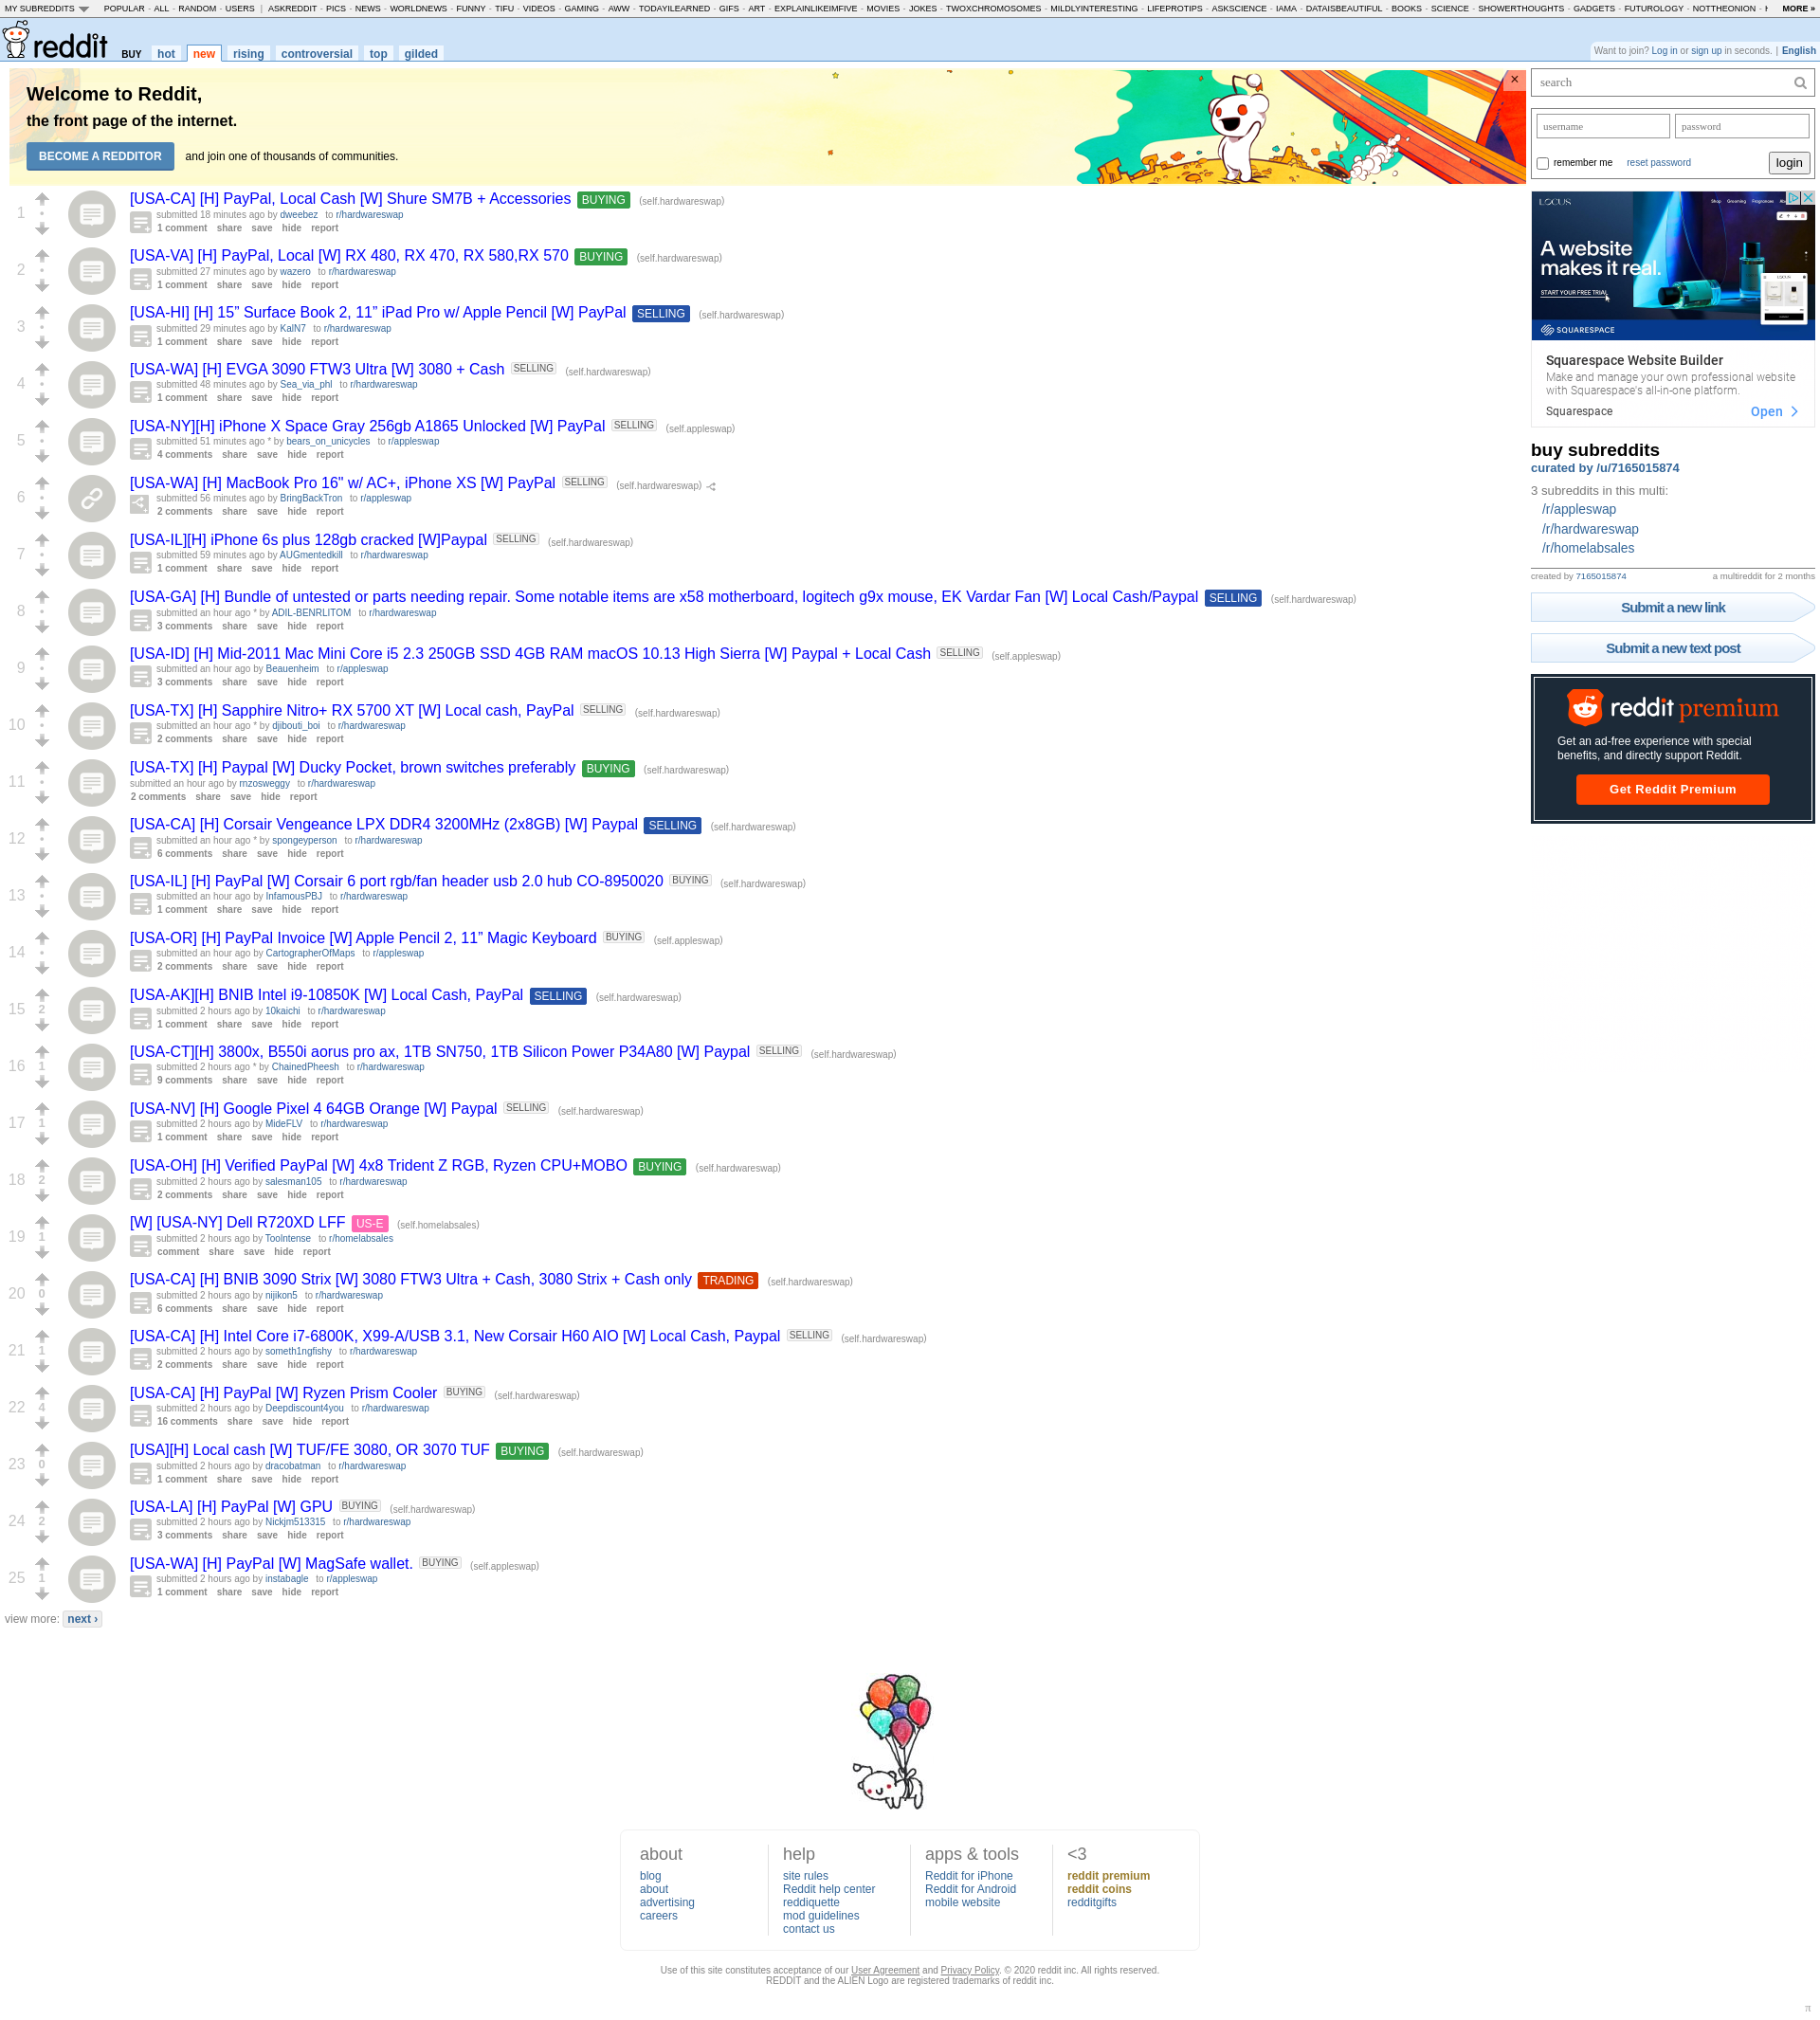 MY SUBREDDITS POPULAR - ALL - RANDOM - USERS | ASKREDDIT - PICS - NEWS - WORLDNEWS - FUNNY - TIFU - VIDEOS - GAMING - AWW - TODAYILEARNED - GIFS - ART - EXPLAINLIKEIMFIVE - MOVIES - JOKES - TWOXCHROMOSOMES - MILDLYINTERESTING - LIFEPROTIPS - ASKSCIENCE - IAMA - DATAISBEAUTIFUL - BOOKS - SCIENCE - SHOWERTHOUGHTS - GADGETS - FUTUROLOGY - NOTTHEONION - MORE »
reddit BUY hot new rising controversial top gilded
Want to join? Log in or sign up in seconds. | English
Welcome to Reddit,
the front page of the internet.
BECOME A REDDITOR and join one of thousands of communities.
×
1
[USA-CA] [H] PayPal, Local Cash [W] Shure SM7B + Accessories BUYING (self.hardwareswap)
submitted 18 minutes ago by dweebez to r/hardwareswap
1 comment share save hide report
2
[USA-VA] [H] PayPal, Local [W] RX 480, RX 470, RX 580,RX 570 BUYING (self.hardwareswap)
submitted 27 minutes ago by wazero to r/hardwareswap
1 comment share save hide report
3
[USA-HI] [H] 15” Surface Book 2, 11” iPad Pro w/ Apple Pencil [W] PayPal SELLING (self.hardwareswap)
submitted 29 minutes ago by KalN7 to r/hardwareswap
1 comment share save hide report
4
[USA-WA] [H] EVGA 3090 FTW3 Ultra [W] 3080 + Cash SELLING (self.hardwareswap)
submitted 48 minutes ago by Sea_via_phl to r/hardwareswap
1 comment share save hide report
5
[USA-NY][H] iPhone X Space Gray 256gb A1865 Unlocked [W] PayPal SELLING (self.appleswap)
submitted 51 minutes ago * by bears_on_unicycles to r/appleswap
4 comments share save hide report
6
[USA-WA] [H] MacBook Pro 16" w/ AC+, iPhone XS [W] PayPal SELLING (self.hardwareswap)
submitted 56 minutes ago by BringBackTron to r/appleswap
2 comments share save hide report
7
[USA-IL][H] iPhone 6s plus 128gb cracked [W]Paypal SELLING (self.hardwareswap)
submitted 59 minutes ago by AUGmentedkill to r/hardwareswap
1 comment share save hide report
8
[USA-GA] [H] Bundle of untested or parts needing repair. Some notable items are x58 motherboard, logitech g9x mouse, EK Vardar Fan [W] Local Cash/Paypal SELLING (self.hardwareswap)
submitted an hour ago * by ADIL-BENRLITOM to r/hardwareswap
3 comments share save hide report
9
[USA-ID] [H] Mid-2011 Mac Mini Core i5 2.3 250GB SSD 4GB RAM macOS 10.13 High Sierra [W] Paypal + Local Cash SELLING (self.appleswap)
submitted an hour ago by Beauenheim to r/appleswap
3 comments share save hide report
10
[USA-TX] [H] Sapphire Nitro+ RX 5700 XT [W] Local cash, PayPal SELLING (self.hardwareswap)
submitted an hour ago * by djibouti_boi to r/hardwareswap
2 comments share save hide report
11
[USA-TX] [H] Paypal [W] Ducky Pocket, brown switches preferably BUYING (self.hardwareswap)
submitted an hour ago by mzosweggy to r/hardwareswap
2 comments share save hide report
12
[USA-CA] [H] Corsair Vengeance LPX DDR4 3200MHz (2x8GB) [W] Paypal SELLING (self.hardwareswap)
submitted an hour ago * by spongeyperson to r/hardwareswap
6 comments share save hide report
13
[USA-IL] [H] PayPal [W] Corsair 6 port rgb/fan header usb 2.0 hub CO-8950020 BUYING (self.hardwareswap)
submitted an hour ago by InfamousPBJ to r/hardwareswap
1 comment share save hide report
14
[USA-OR] [H] PayPal Invoice [W] Apple Pencil 2, 11” Magic Keyboard BUYING (self.appleswap)
submitted an hour ago by CartographerOfMaps to r/appleswap
2 comments share save hide report
15 2
[USA-AK][H] BNIB Intel i9-10850K [W] Local Cash, PayPal SELLING (self.hardwareswap)
submitted 2 hours ago by 10kaichi to r/hardwareswap
1 comment share save hide report
16 1
[USA-CT][H] 3800x, B550i aorus pro ax, 1TB SN750, 1TB Silicon Power P34A80 [W] Paypal SELLING (self.hardwareswap)
submitted 2 hours ago * by ChainedPheesh to r/hardwareswap
9 comments share save hide report
17 1
[USA-NV] [H] Google Pixel 4 64GB Orange [W] Paypal SELLING (self.hardwareswap)
submitted 2 hours ago by MideFLV to r/hardwareswap
1 comment share save hide report
18 2
[USA-OH] [H] Verified PayPal [W] 4x8 Trident Z RGB, Ryzen CPU+MOBO BUYING (self.hardwareswap)
submitted 2 hours ago by salesman105 to r/hardwareswap
2 comments share save hide report
19 1
[W] [USA-NY] Dell R720XD LFF US-E (self.homelabsales)
submitted 2 hours ago by Toolntense to r/homelabsales
comment share save hide report
20 0
[USA-CA] [H] BNIB 3090 Strix [W] 3080 FTW3 Ultra + Cash, 3080 Strix + Cash only TRADING (self.hardwareswap)
submitted 2 hours ago by nijikon5 to r/hardwareswap
6 comments share save hide report
21 1
[USA-CA] [H] Intel Core i7-6800K, X99-A/USB 3.1, New Corsair H60 AIO [W] Local Cash, Paypal SELLING (self.hardwareswap)
submitted 2 hours ago by someth1ngfishy to r/hardwareswap
2 comments share save hide report
22 4
[USA-CA] [H] PayPal [W] Ryzen Prism Cooler BUYING (self.hardwareswap)
submitted 2 hours ago by Deepdiscount4you to r/hardwareswap
16 comments share save hide report
23 0
[USA][H] Local cash [W] TUF/FE 3080, OR 3070 TUF BUYING (self.hardwareswap)
submitted 2 hours ago by dracobatman to r/hardwareswap
1 comment share save hide report
24 2
[USA-LA] [H] PayPal [W] GPU BUYING (self.hardwareswap)
submitted 2 hours ago by Nickjm513315 to r/hardwareswap
3 comments share save hide report
25 1
[USA-WA] [H] PayPal [W] MagSafe wallet. BUYING (self.appleswap)
submitted 2 hours ago by instabagle to r/appleswap
1 comment share save hide report
view more: next ›
search
username password
remember me reset password login
LOCUS Shop Grooming Fragrances
A website
makes it real.
START YOUR FREE TRIAL
SQUARESPACE
Squarespace Website Builder
Make and manage your own professional website
with Squarespace's all-in-one platform.
Squarespace Open
buy subreddits
curated by /u/7165015874
3 subreddits in this multi:
/r/appleswap
/r/hardwareswap
/r/homelabsales
created by 7165015874 a multireddit for 2 months
Submit a new link
Submit a new text post
reddit premium
Get an ad-free experience with special
benefits, and directly support Reddit.
Get Reddit Premium
about
blog
about
advertising
careers
help
site rules
Reddit help center
reddiquette
mod guidelines
contact us
apps & tools
Reddit for iPhone
Reddit for Android
mobile website
<3
reddit premium
reddit coins
redditgifts
Use of this site constitutes acceptance of our User Agreement and Privacy Policy. © 2020 reddit inc. All rights reserved.
REDDIT and the ALIEN Logo are registered trademarks of reddit inc.
π